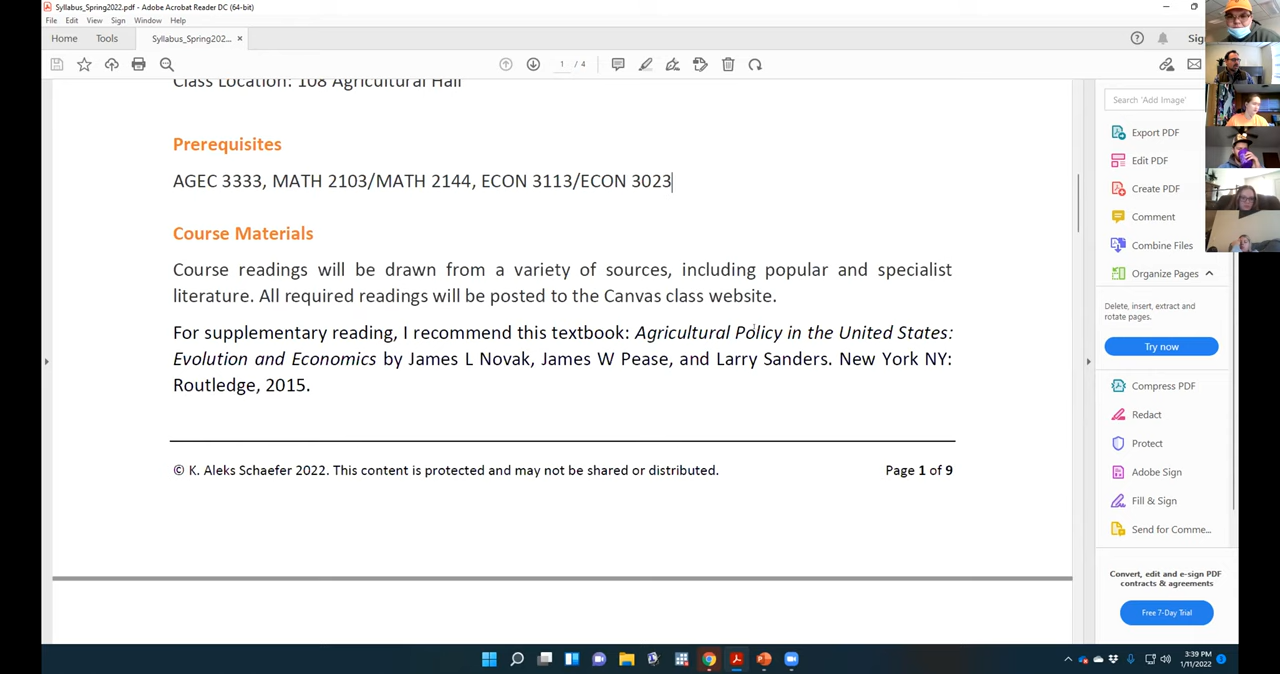 Syllabus_Spring2022.pdf - Adobe Acrobat Reader DC (64-bit)
File Edit View Sign Window Help
Home Tools Syllabus_Spring202... × Sig
1 / 4
Class Location: 108 Agricultural Hall
Search 'Add Image'
Prerequisites
Export PDF
AGEC 3333, MATH 2103/MATH 2144, ECON 3113/ECON 3023
Edit PDF
Create PDF
Comment
Course Materials
Combine Files
Course readings will be drawn from a variety of sources, including popular and specialist
literature. All required readings will be posted to the Canvas class website.
Organize Pages
Delete, insert, extract and
rotate pages.
For supplementary reading, I recommend this textbook: Agricultural Policy in the United States:
Evolution and Economics by James L Novak, James W Pease, and Larry Sanders. New York NY:
Routledge, 2015.
Try now
Compress PDF
Redact
Protect
© K. Aleks Schaefer 2022. This content is protected and may not be shared or distributed. Page 1 of 9
Adobe Sign
Fill & Sign
Send for Comme...
Convert, edit and e-sign PDF
contracts & agreements
Free 7-Day Trial
3:39 PM
1/11/2022